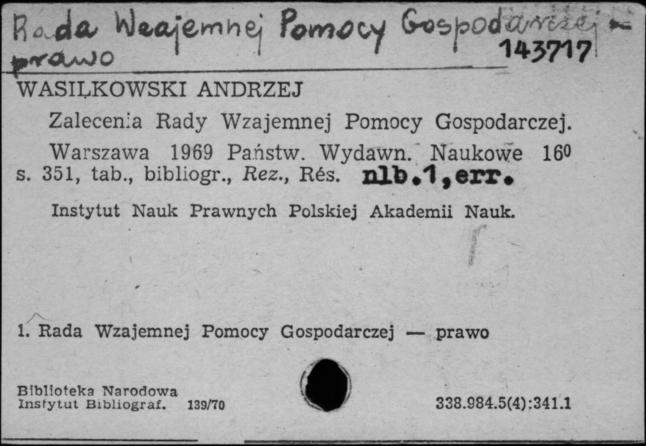 Rada Wzajemnej Pomocy Gospodarczej -
prawo
143717
WASILKOWSKI ANDRZEJ
Zalecenia Rady Wzajemnej Pomocy Gospodarczej.
Warszawa 1969 Państw. Wydawn. Naukowe 16⁰
s. 351, tab., bibliogr., Rez., Rés. nlb.1,err.
Instytut Nauk Prawnych Polskiej Akademii Nauk.
1. Rada Wzajemnej Pomocy Gospodarczej — prawo
Biblioteka Narodowa
Instytut Bibliograf. 139/70
338.984.5(4):341.1